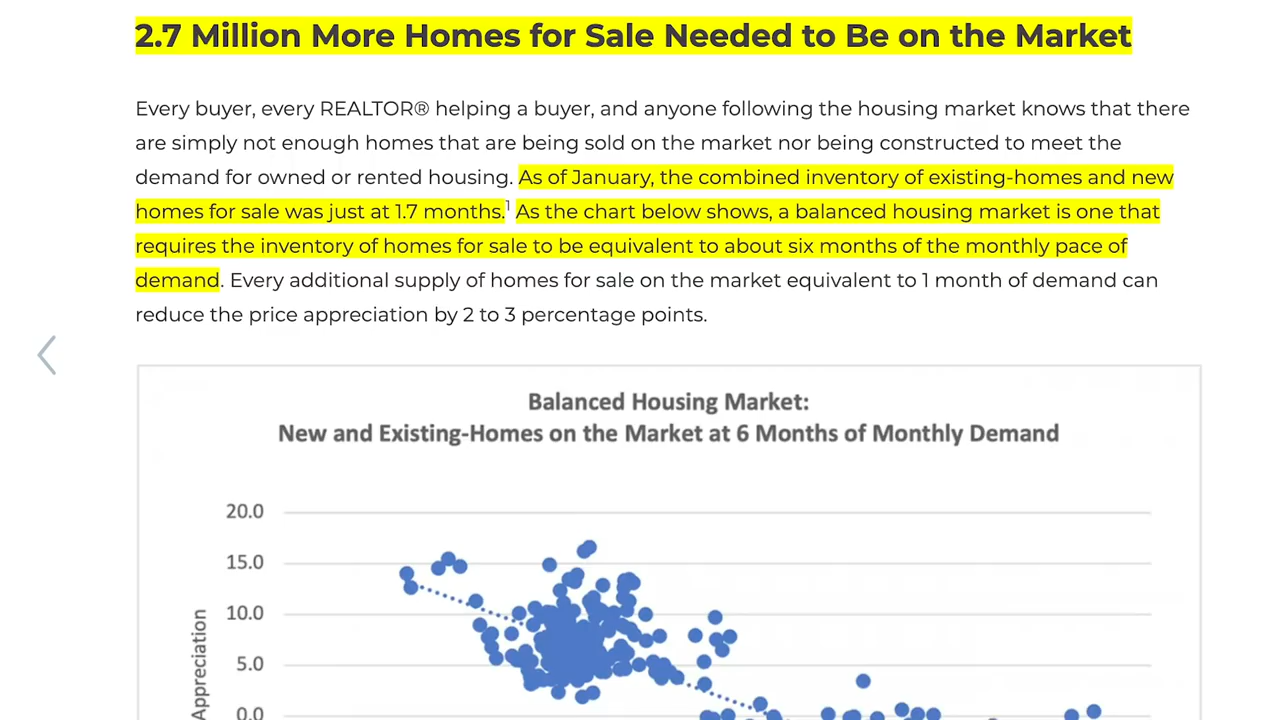 2.7 Million More Homes for Sale Needed to Be on the Market
Every buyer, every REALTOR® helping a buyer, and anyone following the housing market knows that there
are simply not enough homes that are being sold on the market nor being constructed to meet the
demand for owned or rented housing. As of January, the combined inventory of existing-homes and new
homes for sale was just at 1.7 months.¹ As the chart below shows, a balanced housing market is one that
requires the inventory of homes for sale to be equivalent to about six months of the monthly pace of
demand. Every additional supply of homes for sale on the market equivalent to 1 month of demand can
reduce the price appreciation by 2 to 3 percentage points.
Balanced Housing Market:
New and Existing-Homes on the Market at 6 Months of Monthly Demand
20.0
15.0
10.0
5.0
0.0
Appreciation